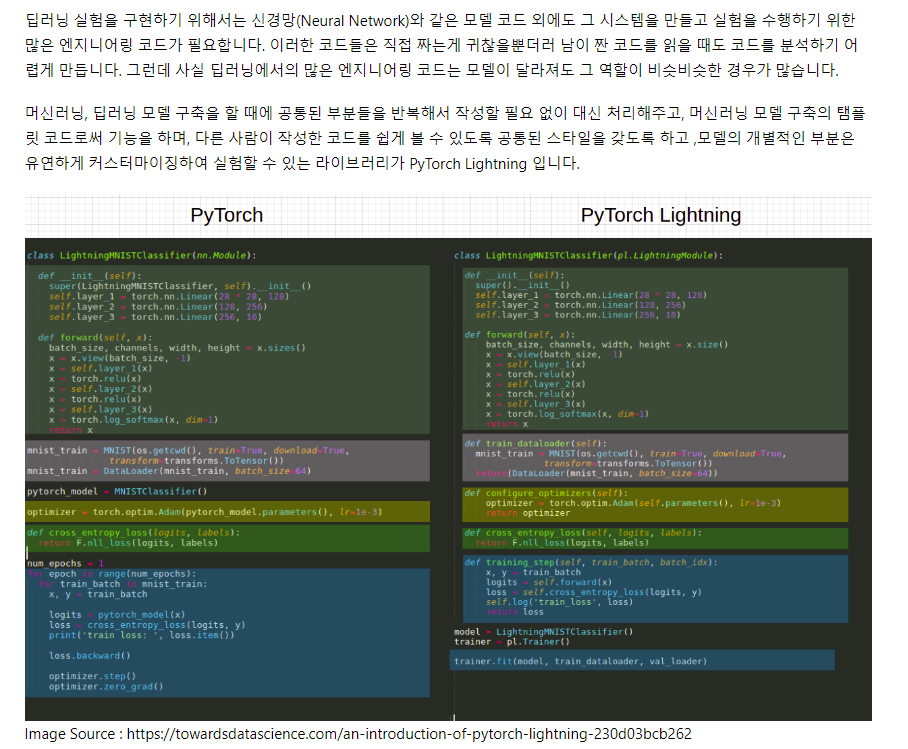 딥러닝 실험을 구현하기 위해서는 신경망(Neural Network)와 같은 모델 코드 외에도 그 시스템을 만들고 실험을 수행하기 위한
많은 엔지니어링 코드가 필요합니다. 이러한 코드들은 직접 짜는게 귀찮을뿐더러 남이 짠 코드를 읽을 때도 코드를 분석하기 어
렵게 만듭니다. 그런데 사실 딥러닝에서의 많은 엔지니어링 코드는 모델이 달라져도 그 역할이 비슷비슷한 경우가 많습니다.
머신러닝, 딥러닝 모델 구축을 할 때에 공통된 부분들을 반복해서 작성할 필요 없이 대신 처리해주고, 머신러닝 모델 구축의 탬플
릿 코드로써 기능을 하며, 다른 사람이 작성한 코드를 쉽게 볼 수 있도록 공통된 스타일을 갖도록 하고 ,모델의 개별적인 부분은
유연하게 커스터마이징하여 실험할 수 있는 라이브러리가 PyTorch Lightning 입니다.
PyTorch
class LightningMNISTClassifier(nn.Module):
def __init__(self):
super(LightningMNISTClassifier, self).__init__()
self.layer_1 = torch.nn.Linear(28 * 28, 128)
self.layer_2 = torch.nn.Linear(128, 256)
self.layer_3 = torch.nn.Linear(256, 10)
def forward(self, x):
batch_size, channels, width, height = x.sizes()
x = x.view(batch_size, -1)
x = self.layer_1(x)
x = torch.relu(x)
x = self.layer_2(x)
x = torch.relu(x)
x = self.layer_3(x)
x = torch.log_softmax(x, dim=1)
return x
mnist_train = MNIST(os.getcwd(), train=True, download=True,
transform=transforms.ToTensor())
mnist_train = DataLoader(mnist_train, batch_size=64)
pytorch_model = MNISTClassifier()
optimizer = torch.optim.Adam(pytorch_model.parameters(), lr=1e-3)
def cross_entropy_loss(logits, labels):
return F.nll_loss(logits, labels)
num_epochs = 1
for epoch in range(num_epochs):
for train_batch in mnist_train:
x, y = train_batch
logits = pytorch_model(x)
loss = cross_entropy_loss(logits, y)
print('train loss: ', loss.item())
loss.backward()
optimizer.step()
optimizer.zero_grad()
PyTorch Lightning
class LightningMNISTClassifier(pl.LightningModule):
def __init__(self):
super().__init__()
self.layer_1 = torch.nn.Linear(28 * 28, 128)
self.layer_2 = torch.nn.Linear(128, 256)
self.layer_3 = torch.nn.Linear(256, 10)
def forward(self, x):
batch_size, channels, width, height = x.size()
x = x.view(batch_size, -1)
x = self.layer_1(x)
x = torch.relu(x)
x = self.layer_2(x)
x = torch.relu(x)
x = self.layer_3(x)
x = torch.log_softmax(x, dim=1)
return x
def train_dataloader(self):
mnist_train = MNIST(os.getcwd(), train=True, download=True,
transform=transforms.ToTensor())
return(DataLoader(mnist_train, batch_size=64))
def configure_optimizers(self):
optimizer = torch.optim.Adam(self.parameters(), lr=1e-3)
return optimizer
def cross_entropy_loss(self, logits, labels):
return F.nll_loss(logits, labels)
def training_step(self, train_batch, batch_idx):
x, y = train_batch
logits = self.forward(x)
loss = self.cross_entropy_loss(logits, y)
self.log('train_loss', loss)
return loss
model = LightningMNISTClassifier()
trainer = pl.Trainer()
trainer.fit(model, train_dataloader, val_loader)
Image Source : https://towardsdatascience.com/an-introduction-of-pytorch-lightning-230d03bcb262